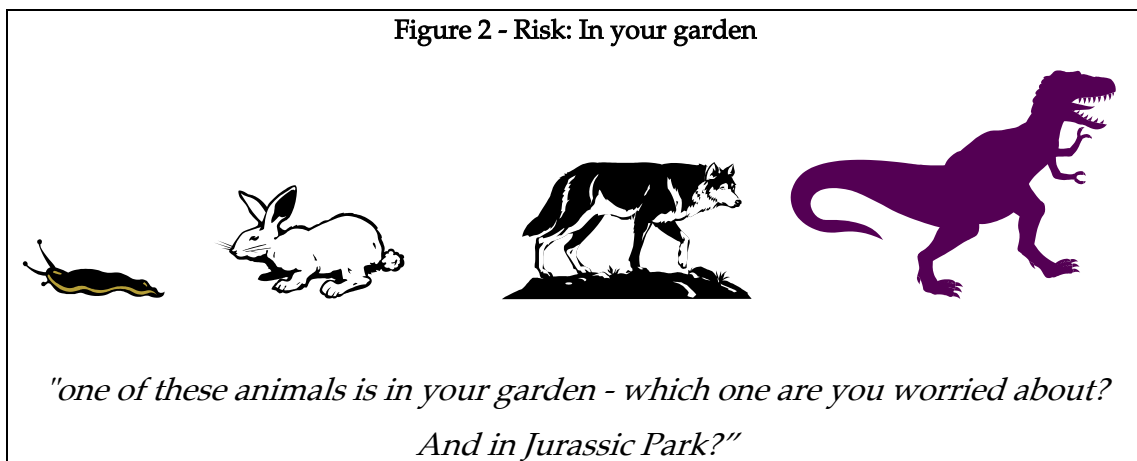 Figure 2 - Risk: In your garden
"one of these animals is in your garden - which one are you worried about?
And in Jurassic Park?”